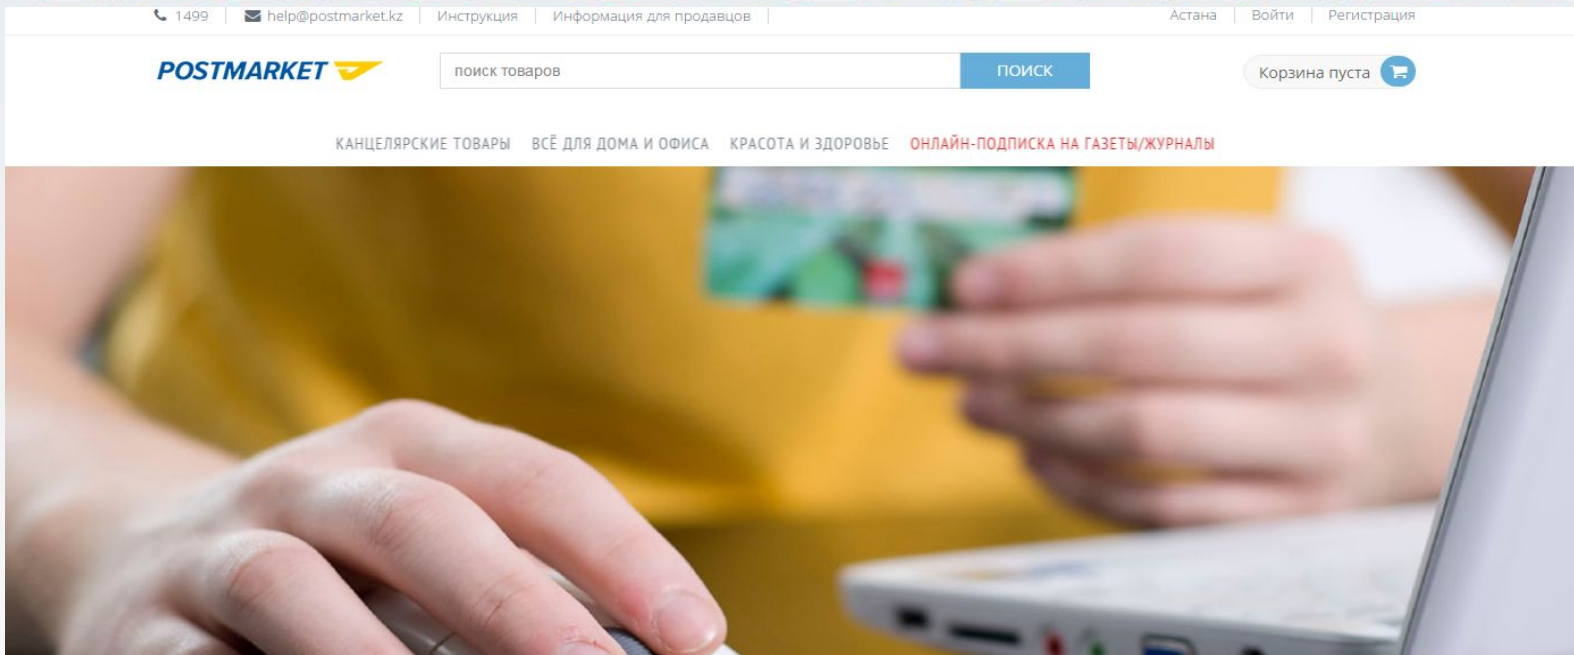 1499 help@postmarket.kz Инструкция Информация для продавцов Астана Войти Регистрация
POSTMARKET поиск товаров ПОИСК Корзина пуста
КАНЦЕЛЯРСКИЕ ТОВАРЫ ВСЁ ДЛЯ ДОМА И ОФИСА КРАСОТА И ЗДОРОВЬЕ ОНЛАЙН-ПОДПИСКА НА ГАЗЕТЫ/ЖУРНАЛЫ